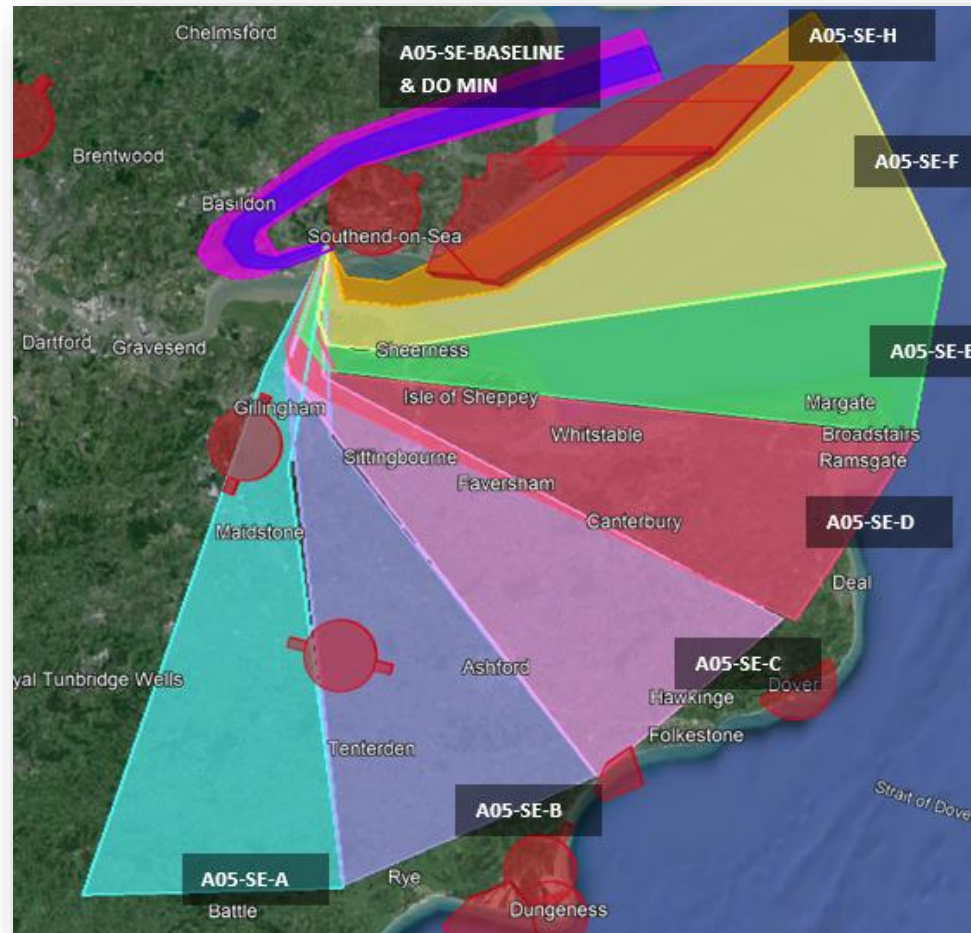 Chelmsford
A05-SE-BASELINE
& DO MIN
A05-SE-H
Brentwood
A05-SE-F
Basildon
Southend-on-Sea
Dartford
Gravesend
Sheerness
A05-SE-E
Isle of Sheppey
Margate
Gillingham
Whitstable
Broadstairs
Sittingbourne
Ramsgate
Faversham
Canterbury
A05-SE-D
Maidstone
Deal
Ashford
A05-SE-C
yal Tunbridge Wells
Dover
Hawkinge
Folkestone
Tenterden
Strait of Dove
A05-SE-B
A05-SE-A
Rye
Battle
Dungeness